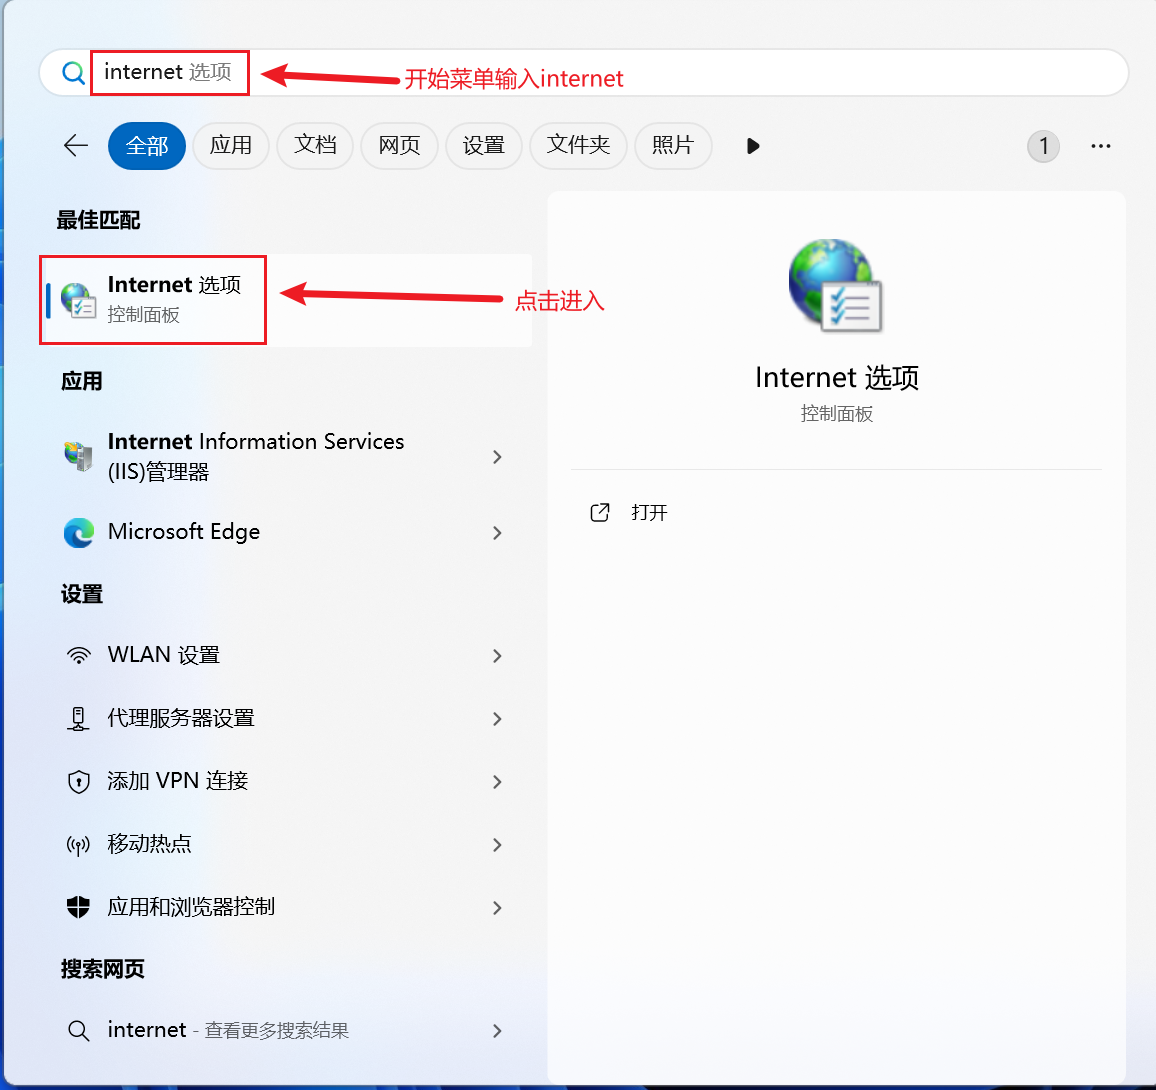 internet 选项
开始菜单输入internet
全部
应用
文档
网页
设置
文件夹
照片
1
最佳匹配
Internet 选项
控制面板
点击进入
应用
Internet Information Services
(IIS)管理器
Microsoft Edge
设置
WLAN 设置
代理服务器设置
添加 VPN 连接
移动热点
应用和浏览器控制
搜索网页
internet - 查看更多搜索结果
Internet 选项
控制面板
打开